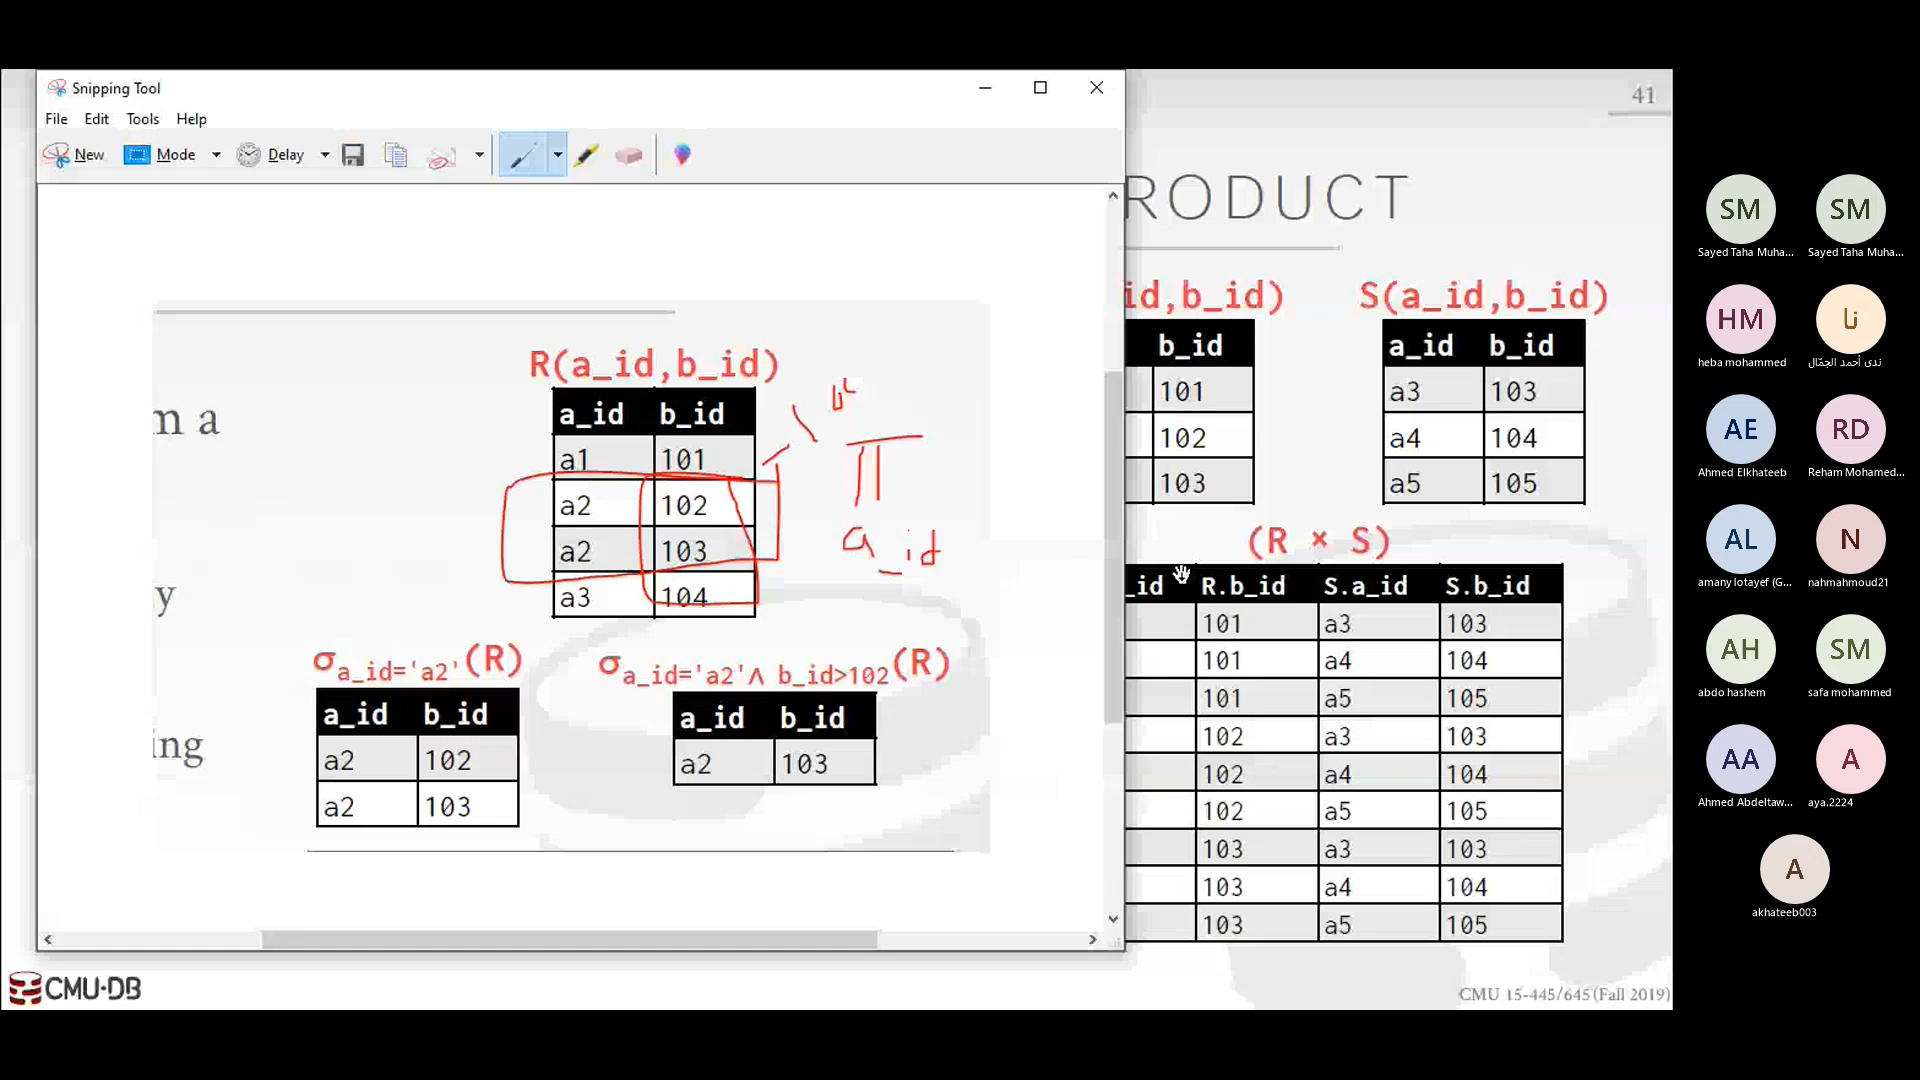 Snipping Tool
File Edit Tools Help
New Mode Delay
41
RODUCT
m a
y
ing
R(a_id,b_id)
a_id b_id
a1 101
a2 102
a2 103
a3 104
π
a_id
σa_id='a2'(R)
a_id b_id
a2 102
a2 103
σa_id='a2'∧ b_id>102(R)
a_id b_id
a2 103
id,b_id)
b_id
101
102
103
S(a_id,b_id)
a_id b_id
a3 103
a4 104
a5 105
(R × S)
_id R.b_id S.a_id S.b_id
101 a3 103
101 a4 104
101 a5 105
102 a3 103
102 a4 104
102 a5 105
103 a3 103
103 a4 104
103 a5 105
CMU·DB
CMU 15-445/645 (Fall 2019)
SM SM
Sayed Taha Muha... Sayed Taha Muha...
HM نا
heba mohammed ندى أحمد الجمّال
AE RD
Ahmed Elkhateeb Reham Mohamed...
AL N
amany lotayef (G... nahmahmoud21
AH SM
abdo hashem safa mohammed
AA A
Ahmed Abdeltaw... aya.2224
A
akhateeb003